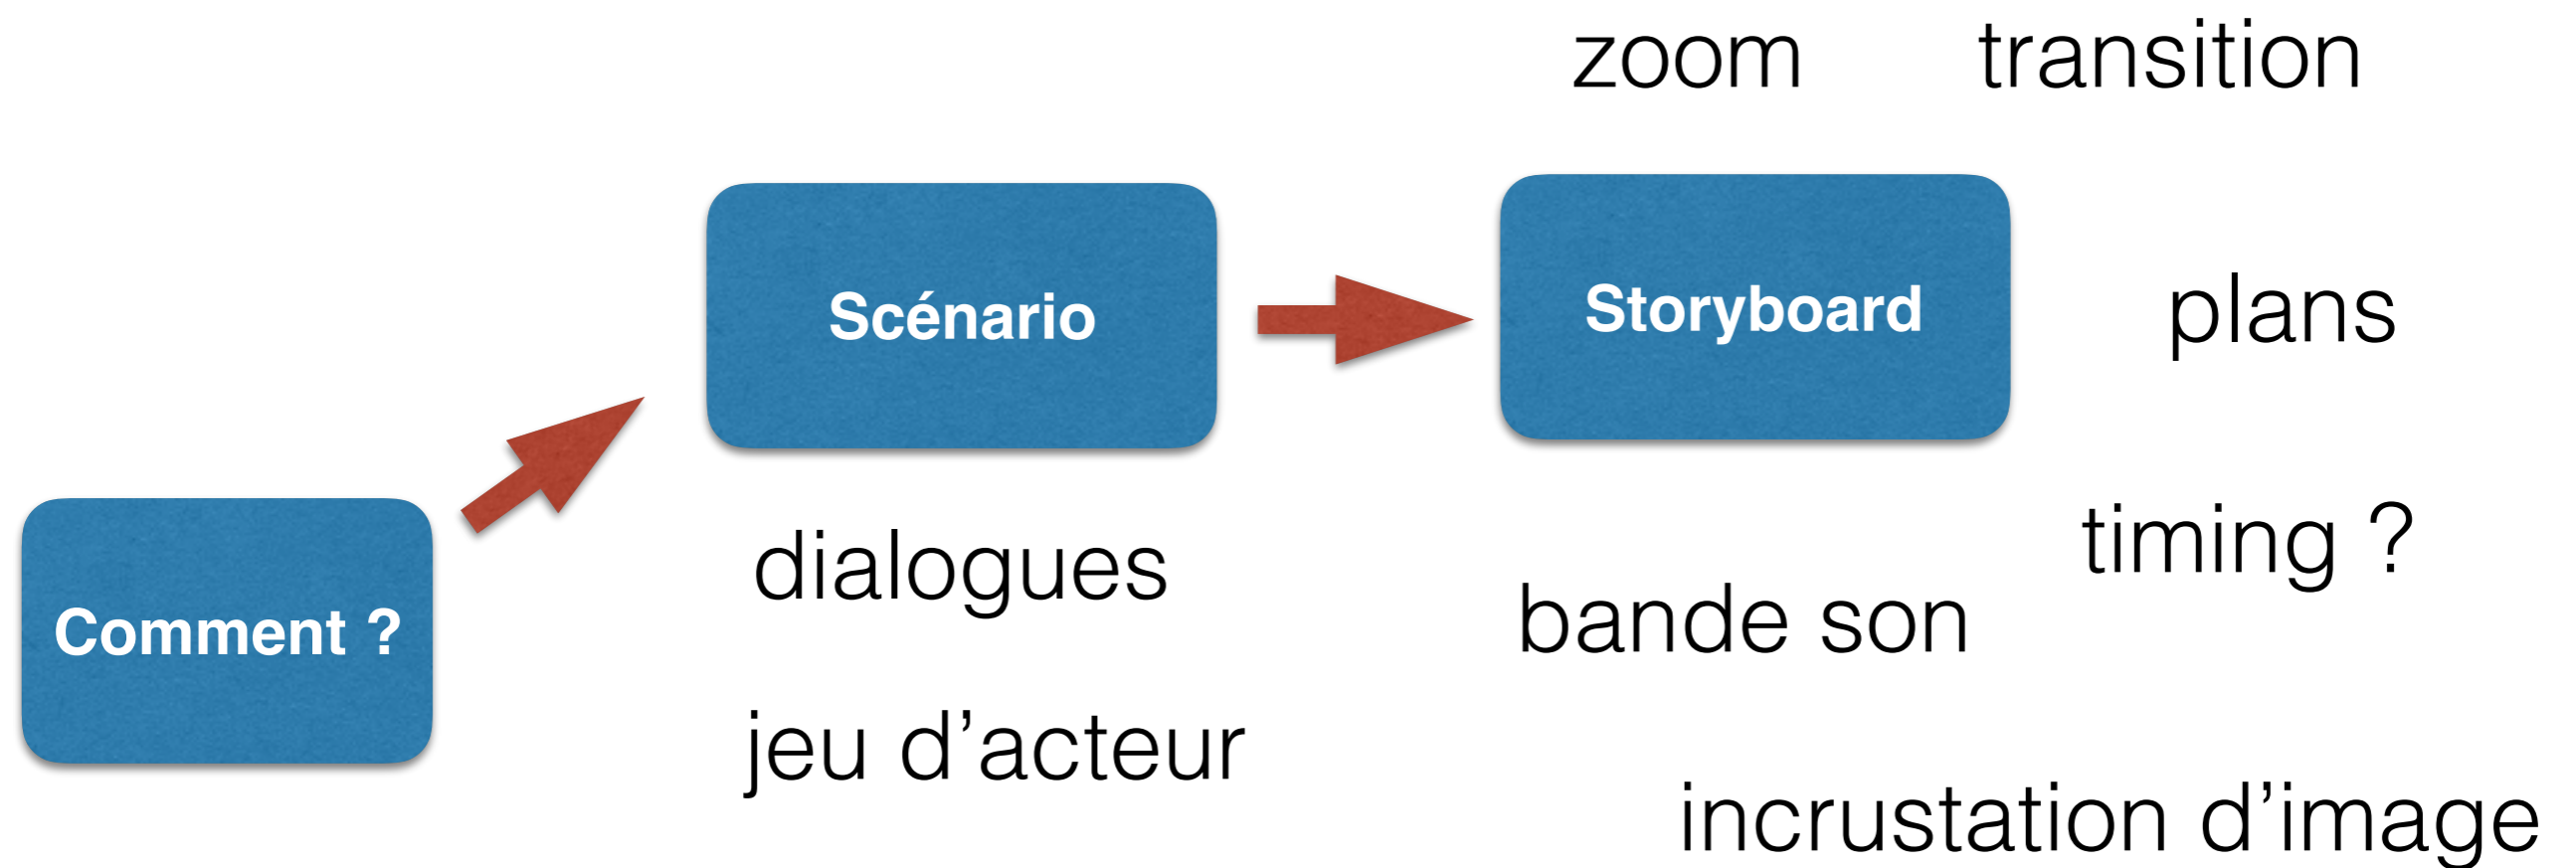 zoom
transition
Scénario
Storyboard
plans
dialogues
timing ?
Comment ?
bande son
jeu d’acteur
incrustation d’image